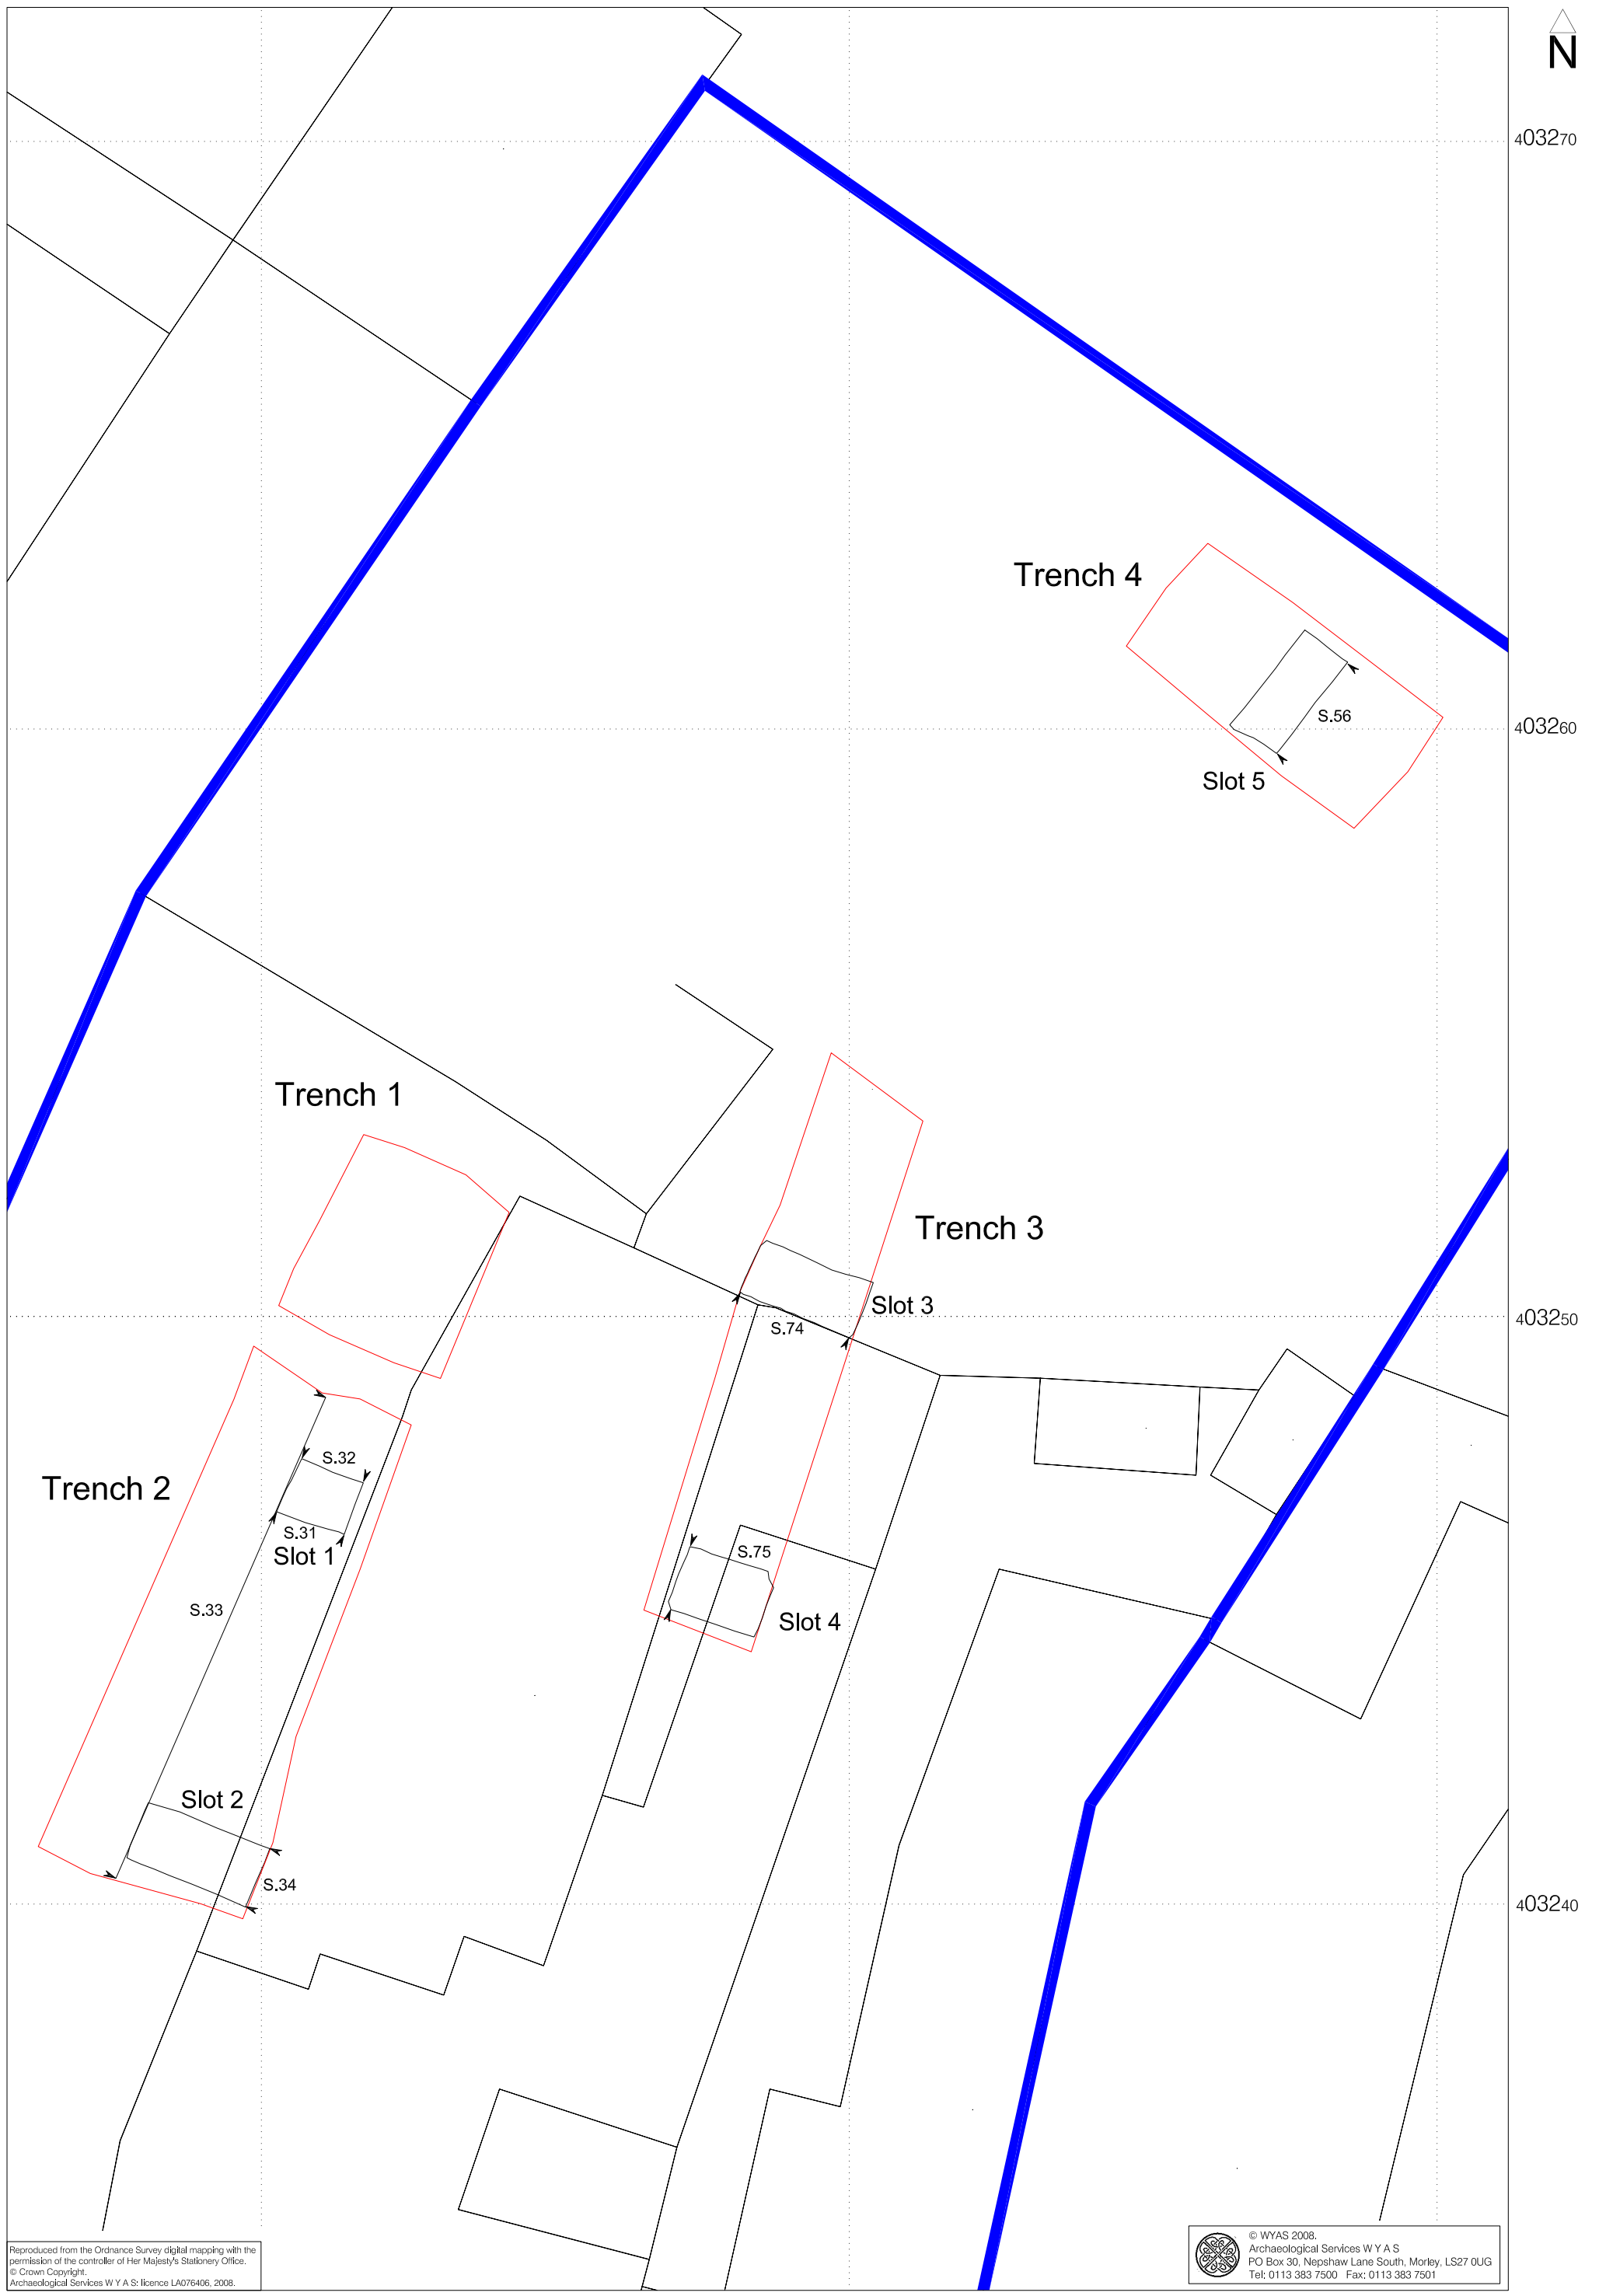 N
403270
Trench 4
403260
S.56
Slot 5
Trench 1
Trench 3
Slot 3
403250
S.74
S.32
Trench 2
S.31
Slot 1
S.75
S.33
Slot 4
Slot 2
S.34
403240
Reproduced from the Ordnance Survey digital mapping with the
permission of the controller of Her Majesty's Stationery Office.
© Crown Copyright.
Archaeological Services W Y A S: licence LA076406, 2008.
© WYAS 2008.
Archaeological Services W Y A S
PO Box 30, Nepshaw Lane South, Morley, LS27 0UG
Tel: 0113 383 7500 Fax: 0113 383 7501